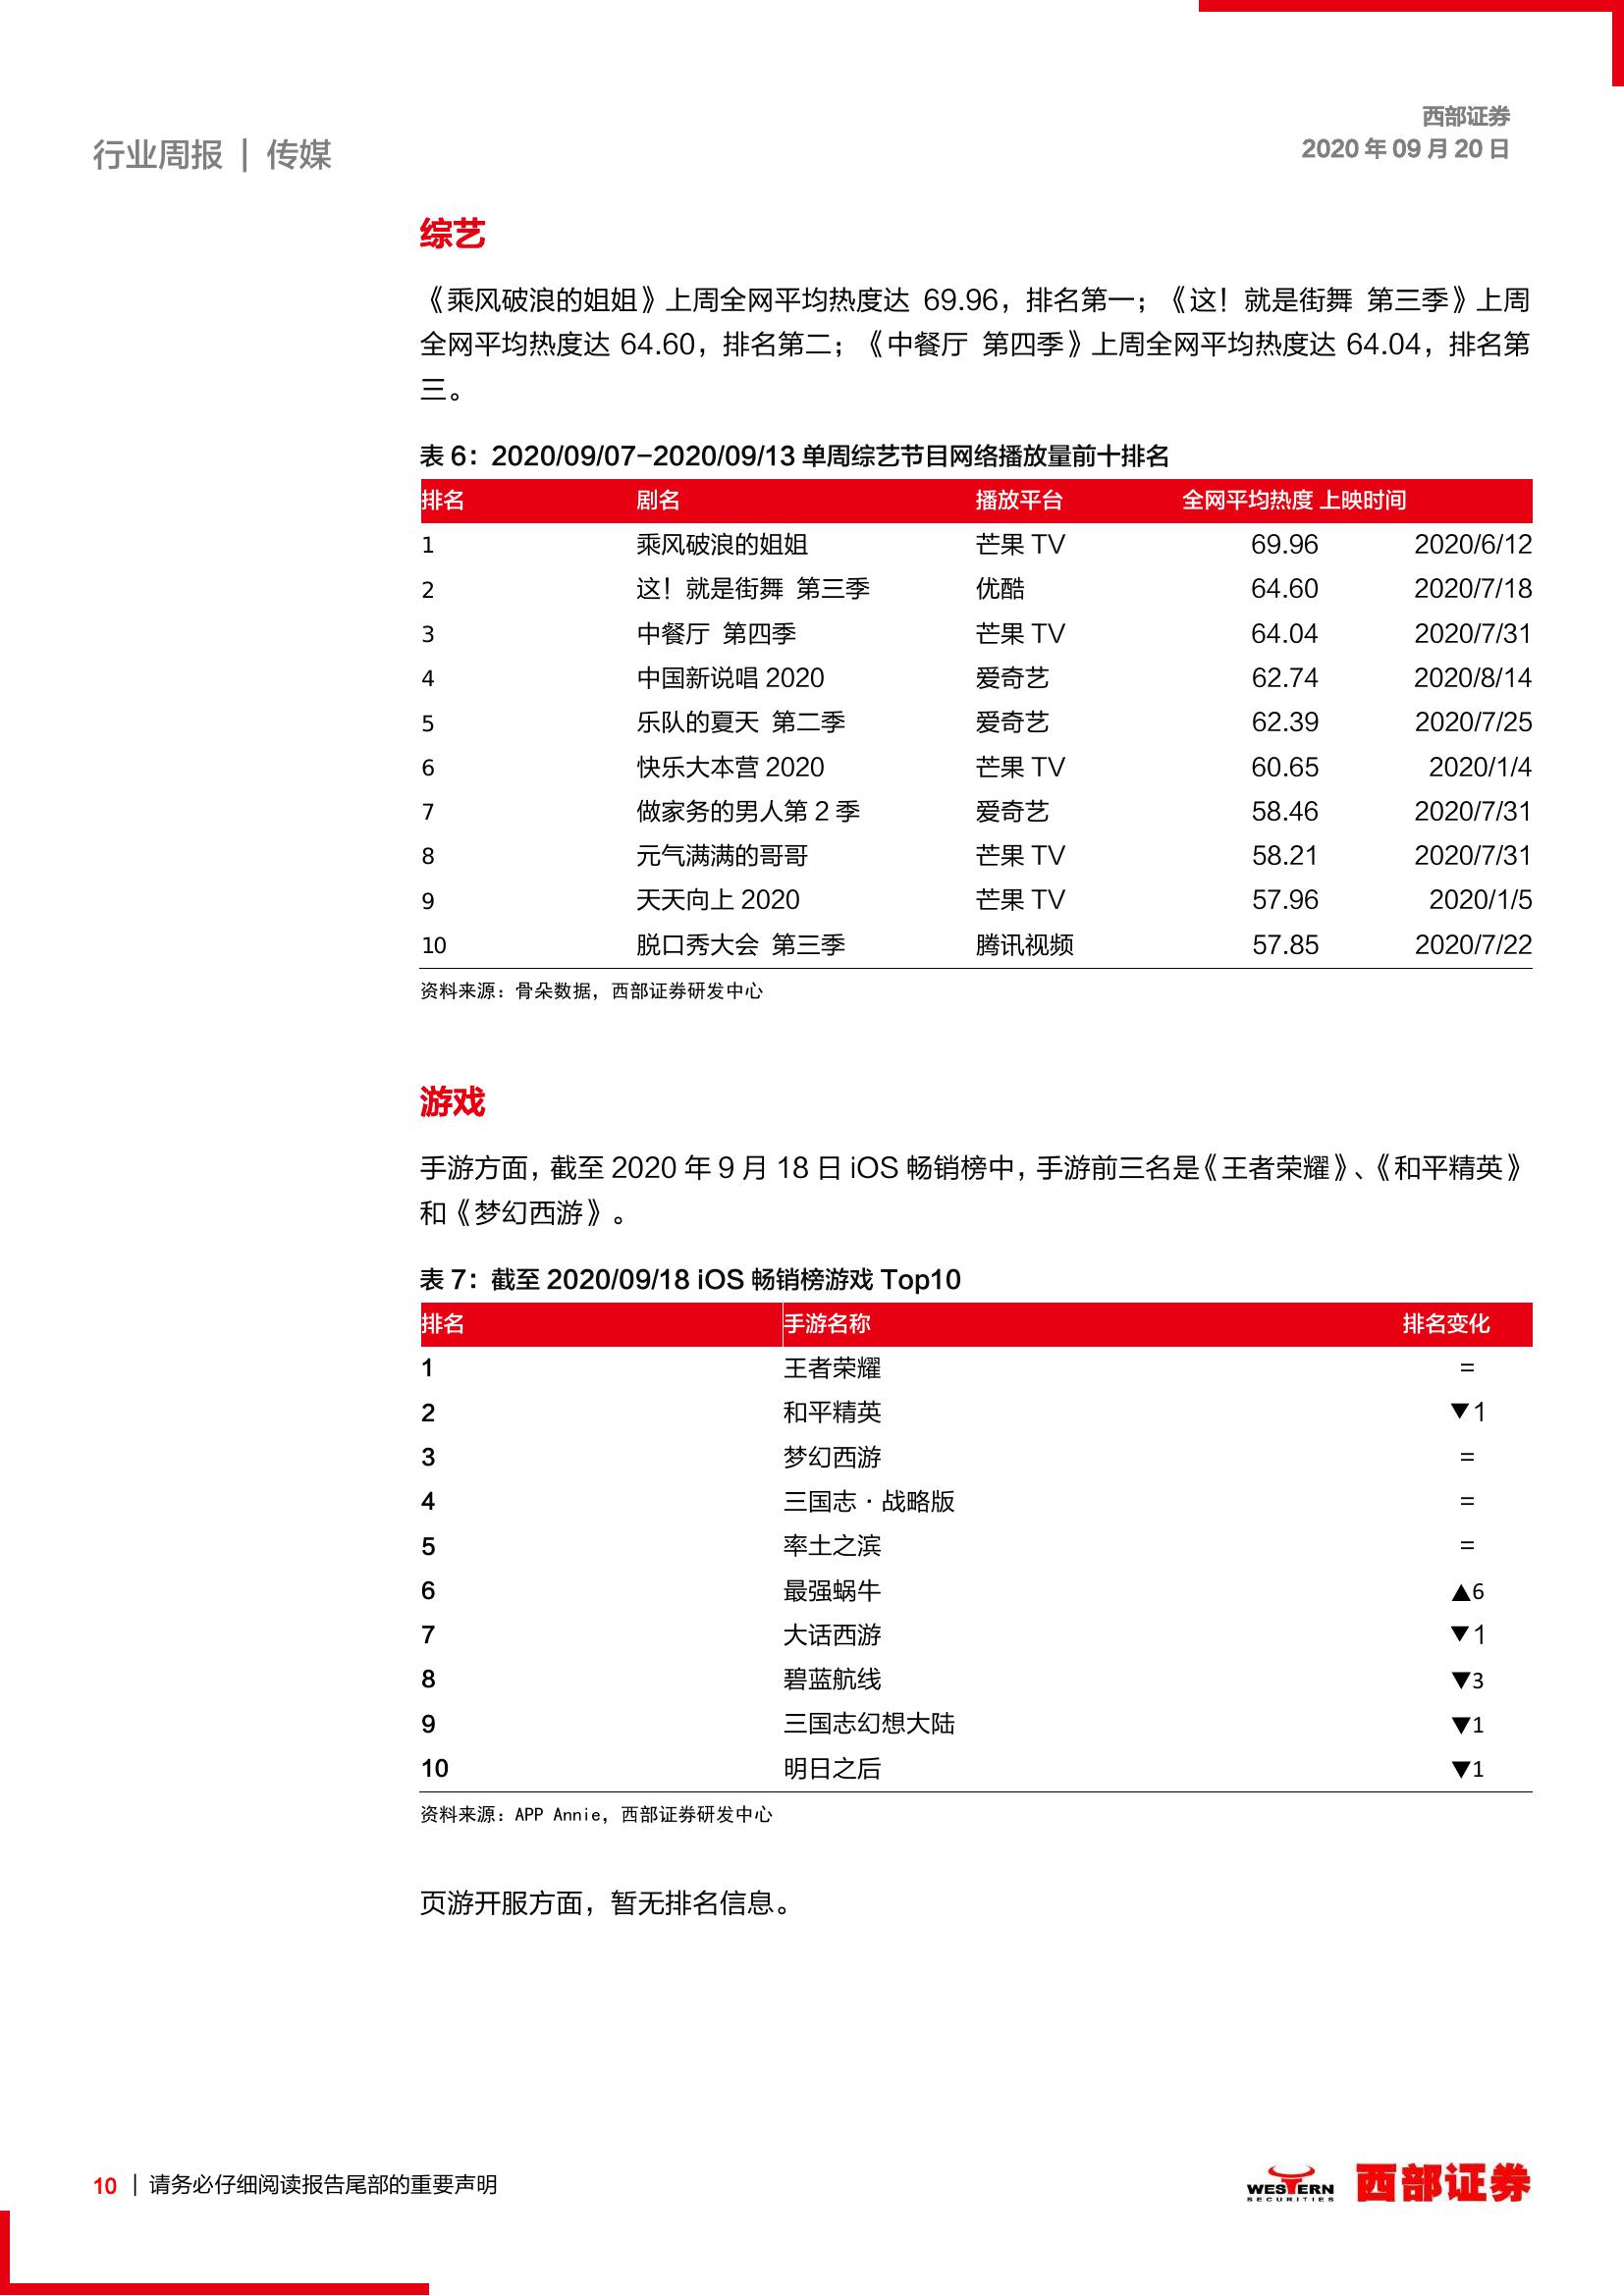 西部证券
行业周报 | 传媒
2020 年 09 月 20 日
综艺
《乘风破浪的姐姐》上周全网平均热度达 69.96，排名第一；《这！就是街舞 第三季》上周
全网平均热度达 64.60，排名第二；《中餐厅 第四季》上周全网平均热度达 64.04，排名第
三。
表 6：2020/09/07-2020/09/13 单周综艺节目网络播放量前十排名
排名 剧名 播放平台 全网平均热度 上映时间
1 乘风破浪的姐姐 芒果 TV 69.96 2020/6/12
2 这！就是街舞 第三季 优酷 64.60 2020/7/18
3 中餐厅 第四季 芒果 TV 64.04 2020/7/31
4 中国新说唱 2020 爱奇艺 62.74 2020/8/14
5 乐队的夏天 第二季 爱奇艺 62.39 2020/7/25
6 快乐大本营 2020 芒果 TV 60.65 2020/1/4
7 做家务的男人第 2 季 爱奇艺 58.46 2020/7/31
8 元气满满的哥哥 芒果 TV 58.21 2020/7/31
9 天天向上 2020 芒果 TV 57.96 2020/1/5
10 脱口秀大会 第三季 腾讯视频 57.85 2020/7/22
资料来源：骨朵数据，西部证券研发中心
游戏
手游方面，截至 2020 年 9 月 18 日 iOS 畅销榜中，手游前三名是《王者荣耀》、《和平精英》
和《梦幻西游》。
表 7：截至 2020/09/18 iOS 畅销榜游戏 Top10
排名 手游名称 排名变化
1 王者荣耀 =
2 和平精英 ▼1
3 梦幻西游 =
4 三国志·战略版 =
5 率土之滨 =
6 最强蜗牛 ▲6
7 大话西游 ▼1
8 碧蓝航线 ▼3
9 三国志幻想大陆 ▼1
10 明日之后 ▼1
资料来源：APP Annie，西部证券研发中心
页游开服方面，暂无排名信息。
10 | 请务必仔细阅读报告尾部的重要声明
WESTERN
SECURITIES
西部证券